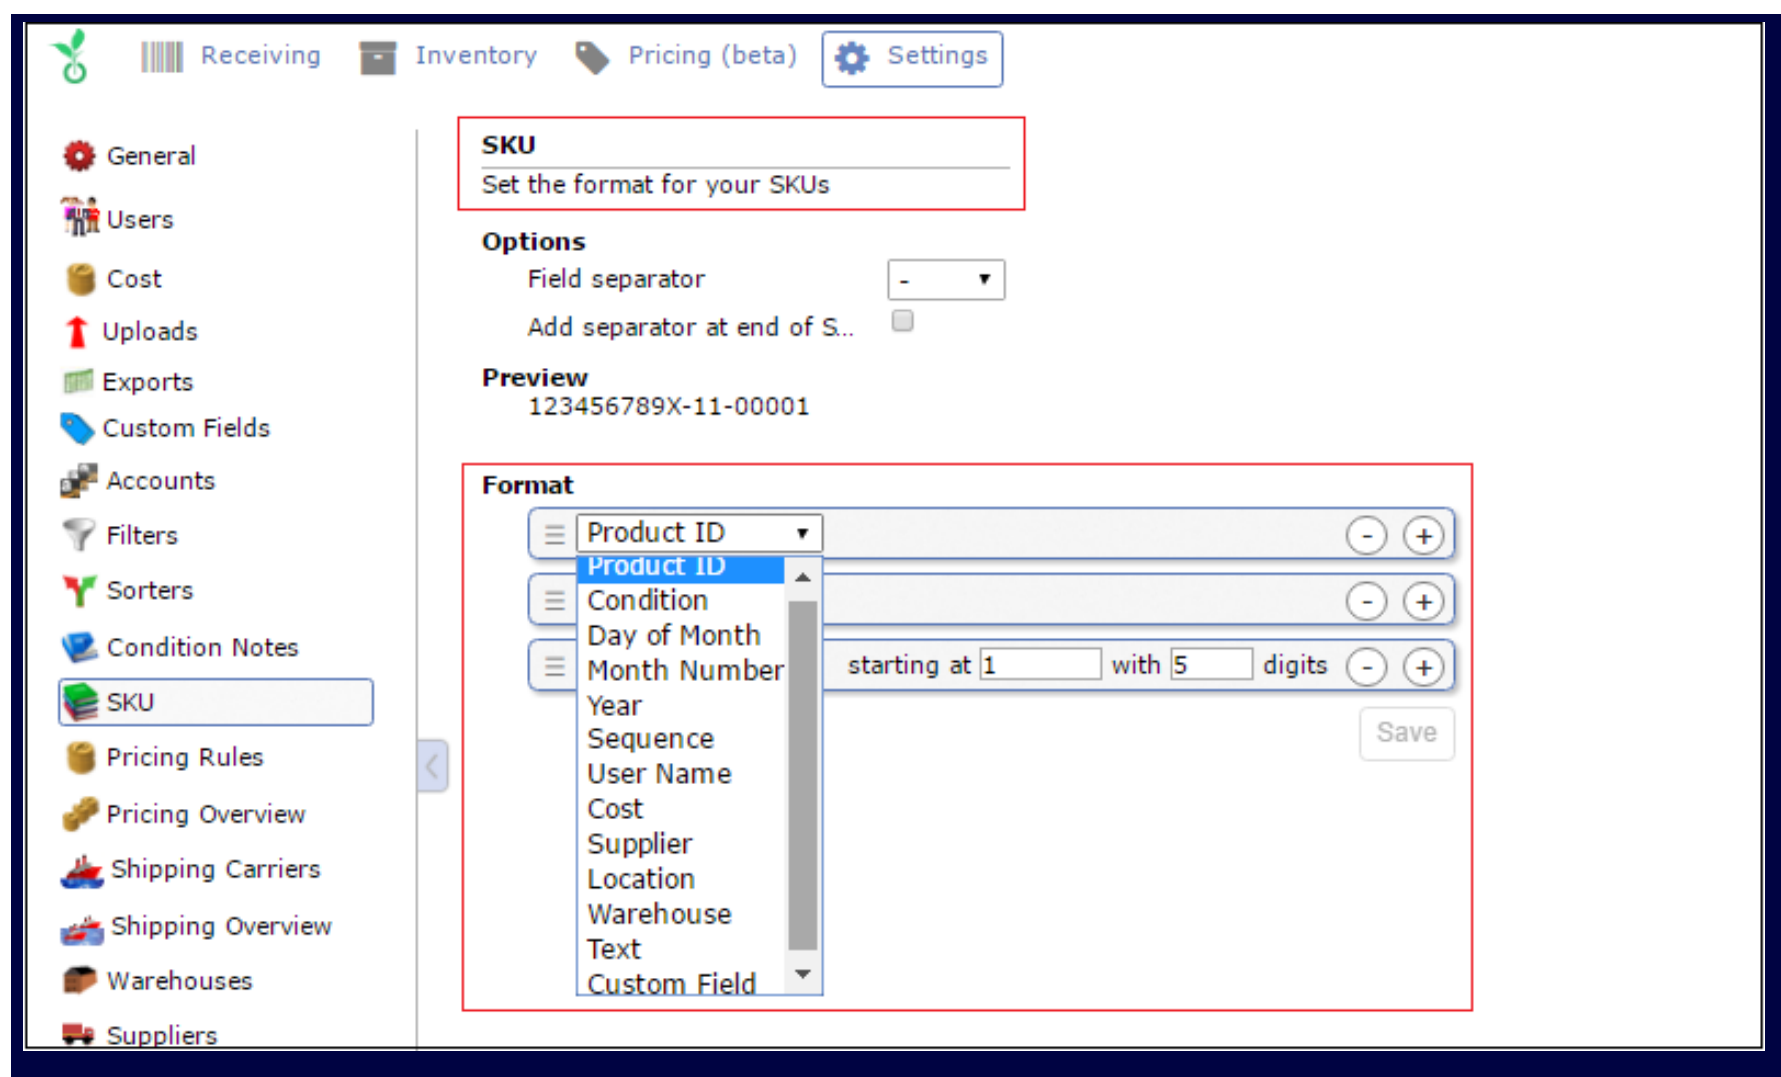 Receiving
Inventory
Pricing (beta)
Settings
General
Users
Cost
Uploads
Exports
Custom Fields
Accounts
Filters
Sorters
Condition Notes
SKU
Pricing Rules
Pricing Overview
Shipping Carriers
Shipping Overview
Warehouses
Suppliers
SKU
Set the format for your SKUs
Options
Field separator -
Add separator at end of S...
Preview
123456789X-11-00001
Format
Product ID - +
Product ID
Condition
Day of Month
Month Number
Year
Sequence
User Name
Cost
Supplier
Location
Warehouse
Text
Custom Field
- +
starting at 1 with 5 digits - +
Save